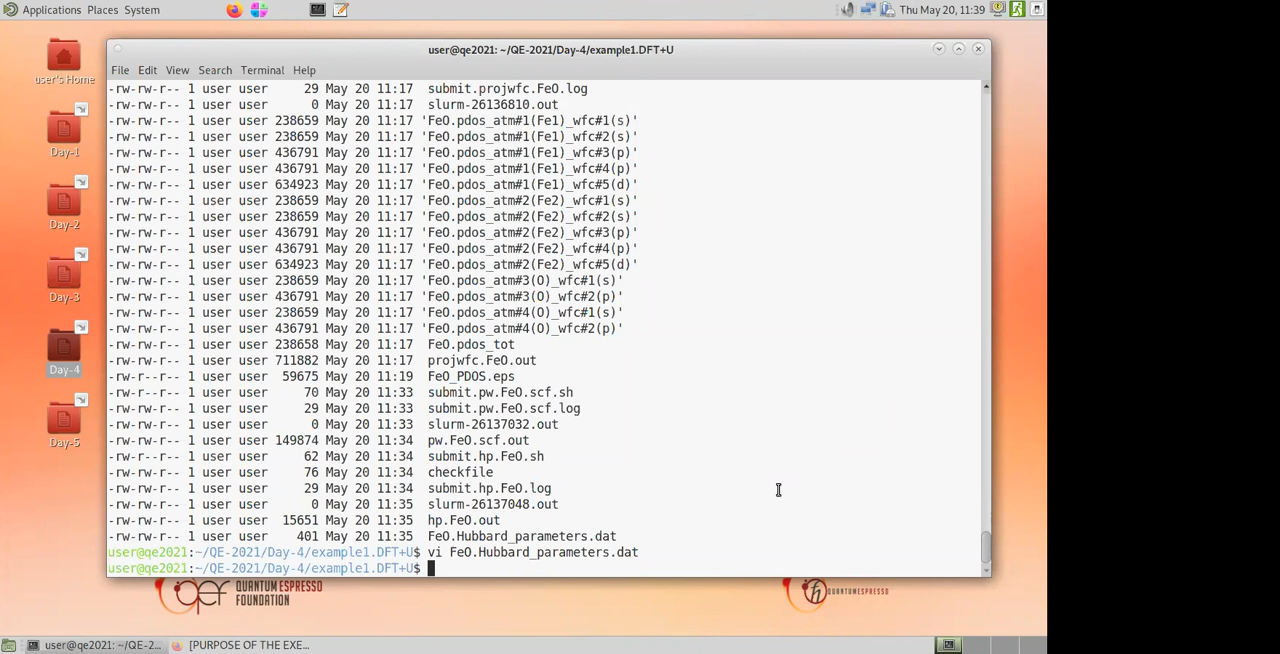 Applications Places System
Thu May 20, 11:39
user@qe2021: ~/QE-2021/Day-4/example1.DFT+U
File Edit View Search Terminal Help
user's Home
Day-1
Day-2
Day-3
Day-4
Day-5
-rw-rw-r-- 1 user user     29 May 20 11:17  submit.projwfc.FeO.log
-rw-rw-r-- 1 user user      0 May 20 11:17  slurm-26136810.out
-rw-rw-r-- 1 user user 238659 May 20 11:17 'FeO.pdos_atm#1(Fe1)_wfc#1(s)'
-rw-rw-r-- 1 user user 238659 May 20 11:17 'FeO.pdos_atm#1(Fe1)_wfc#2(s)'
-rw-rw-r-- 1 user user 436791 May 20 11:17 'FeO.pdos_atm#1(Fe1)_wfc#3(p)'
-rw-rw-r-- 1 user user 436791 May 20 11:17 'FeO.pdos_atm#1(Fe1)_wfc#4(p)'
-rw-rw-r-- 1 user user 634923 May 20 11:17 'FeO.pdos_atm#1(Fe1)_wfc#5(d)'
-rw-rw-r-- 1 user user 238659 May 20 11:17 'FeO.pdos_atm#2(Fe2)_wfc#1(s)'
-rw-rw-r-- 1 user user 238659 May 20 11:17 'FeO.pdos_atm#2(Fe2)_wfc#2(s)'
-rw-rw-r-- 1 user user 436791 May 20 11:17 'FeO.pdos_atm#2(Fe2)_wfc#3(p)'
-rw-rw-r-- 1 user user 436791 May 20 11:17 'FeO.pdos_atm#2(Fe2)_wfc#4(p)'
-rw-rw-r-- 1 user user 634923 May 20 11:17 'FeO.pdos_atm#2(Fe2)_wfc#5(d)'
-rw-rw-r-- 1 user user 238659 May 20 11:17 'FeO.pdos_atm#3(O)_wfc#1(s)'
-rw-rw-r-- 1 user user 436791 May 20 11:17 'FeO.pdos_atm#3(O)_wfc#2(p)'
-rw-rw-r-- 1 user user 238659 May 20 11:17 'FeO.pdos_atm#4(O)_wfc#1(s)'
-rw-rw-r-- 1 user user 436791 May 20 11:17 'FeO.pdos_atm#4(O)_wfc#2(p)'
-rw-rw-r-- 1 user user 238658 May 20 11:17  FeO.pdos_tot
-rw-rw-r-- 1 user user 711882 May 20 11:17  projwfc.FeO.out
-rw-r--r-- 1 user user  59675 May 20 11:19  FeO_PDOS.eps
-rw-r--r-- 1 user user     70 May 20 11:33  submit.pw.FeO.scf.sh
-rw-rw-r-- 1 user user     29 May 20 11:33  submit.pw.FeO.scf.log
-rw-rw-r-- 1 user user      0 May 20 11:33  slurm-26137032.out
-rw-rw-r-- 1 user user 149874 May 20 11:34  pw.FeO.scf.out
-rw-r--r-- 1 user user     62 May 20 11:34  submit.hp.FeO.sh
-rw-rw-r-- 1 user user     76 May 20 11:34  checkfile
-rw-rw-r-- 1 user user     29 May 20 11:34  submit.hp.FeO.log
-rw-rw-r-- 1 user user      0 May 20 11:35  slurm-26137048.out
-rw-rw-r-- 1 user user  15651 May 20 11:35  hp.FeO.out
-rw-rw-r-- 1 user user    401 May 20 11:35  FeO.Hubbard_parameters.dat
user@qe2021:~/QE-2021/Day-4/example1.DFT+U$ vi FeO.Hubbard_parameters.dat
user@qe2021:~/QE-2021/Day-4/example1.DFT+U$
QUANTUM ESPRESSO
FOUNDATION
QUANTUMESPRESSO
user@qe2021: ~/QE-2...
[PURPOSE OF THE EXE...